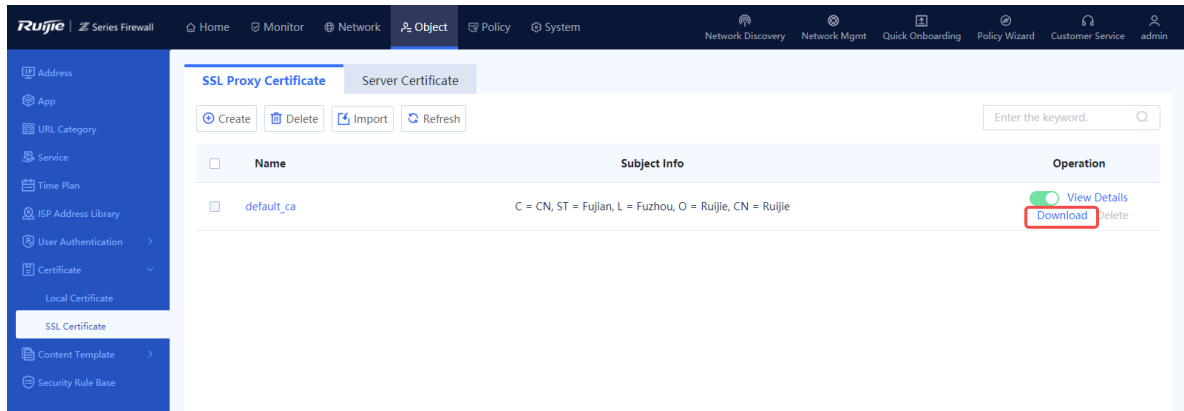 Ruijie | Z Series Firewall
Home Monitor Network Object Policy System
Network Discovery Network Mgmt Quick Onboarding Policy Wizard Customer Service admin
Address
App
URL Category
Service
Time Plan
ISP Address Library
User Authentication
Certificate
Local Certificate
SSL Certificate
Content Template
Security Rule Base
SSL Proxy Certificate Server Certificate
Create Delete Import Refresh Enter the keyword.
Name Subject Info Operation
default_ca C = CN, ST = Fujian, L = Fuzhou, O = Ruijie, CN = Ruijie View Details
Download Delete